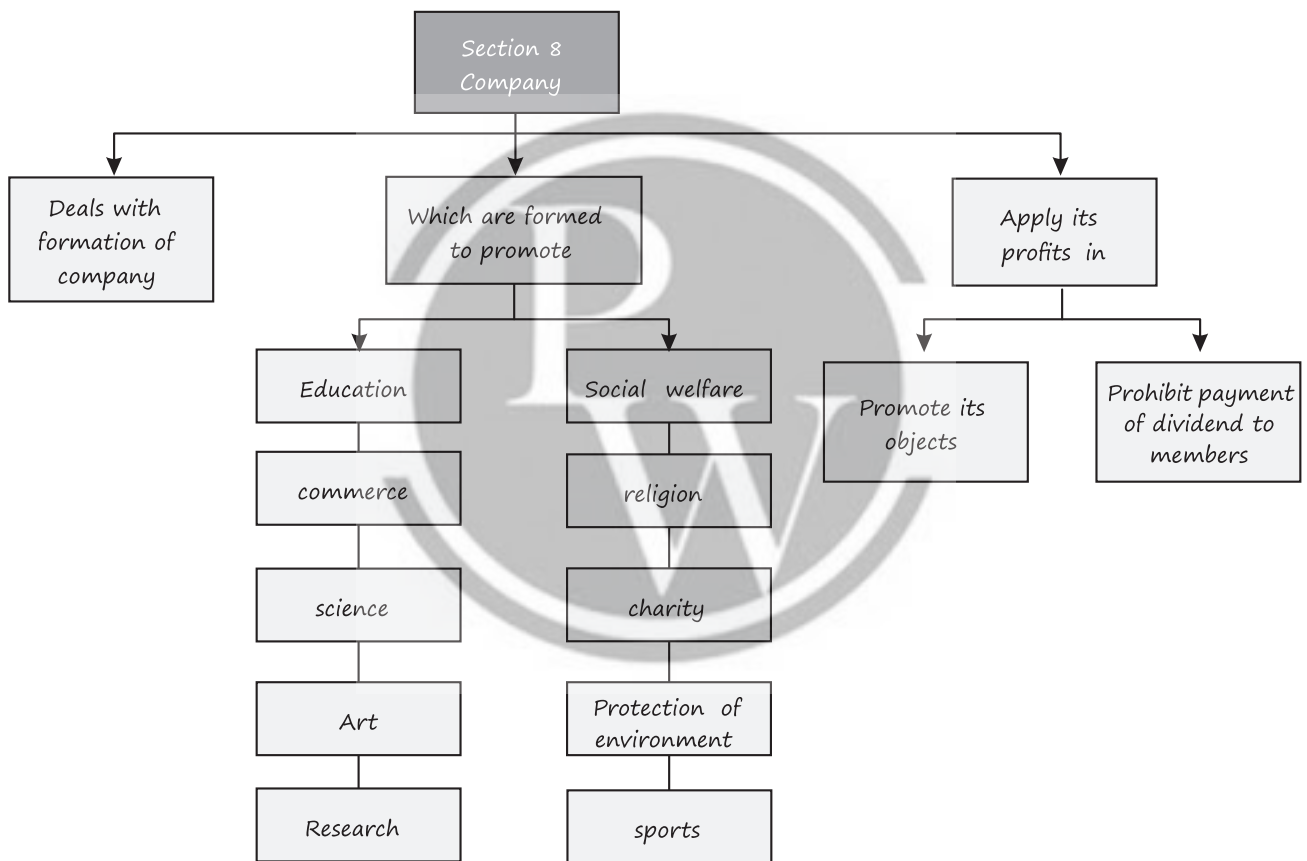 Section 8
Company
Deals with
formation of
company
Which are formed
to promote
Apply its
profits in
Education
Social welfare
Promote its
objects
Prohibit payment
of dividend to
members
commerce
religion
science
charity
Art
Protection of
environment
Research
sports
PW